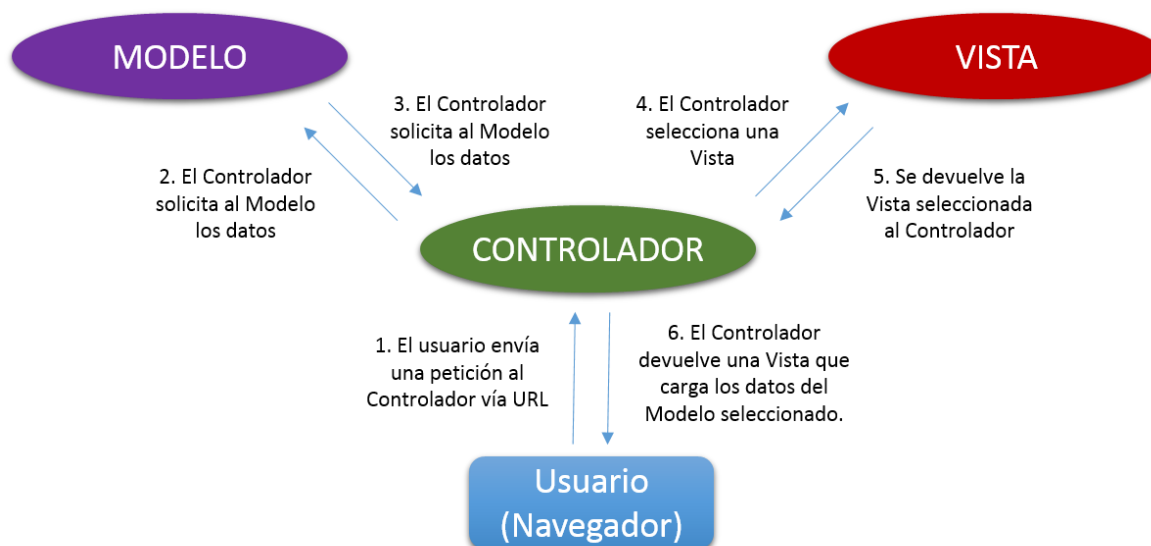 MODELO
VISTA
3. El Controlador
solicita al Modelo
los datos
4. El Controlador
selecciona una
Vista
2. El Controlador
solicita al Modelo
los datos
5. Se devuelve la
Vista seleccionada
al Controlador
CONTROLADOR
1. El usuario envía
una petición al
Controlador vía URL
6. El Controlador
devuelve una Vista que
carga los datos del
Modelo seleccionado.
Usuario
(Navegador)